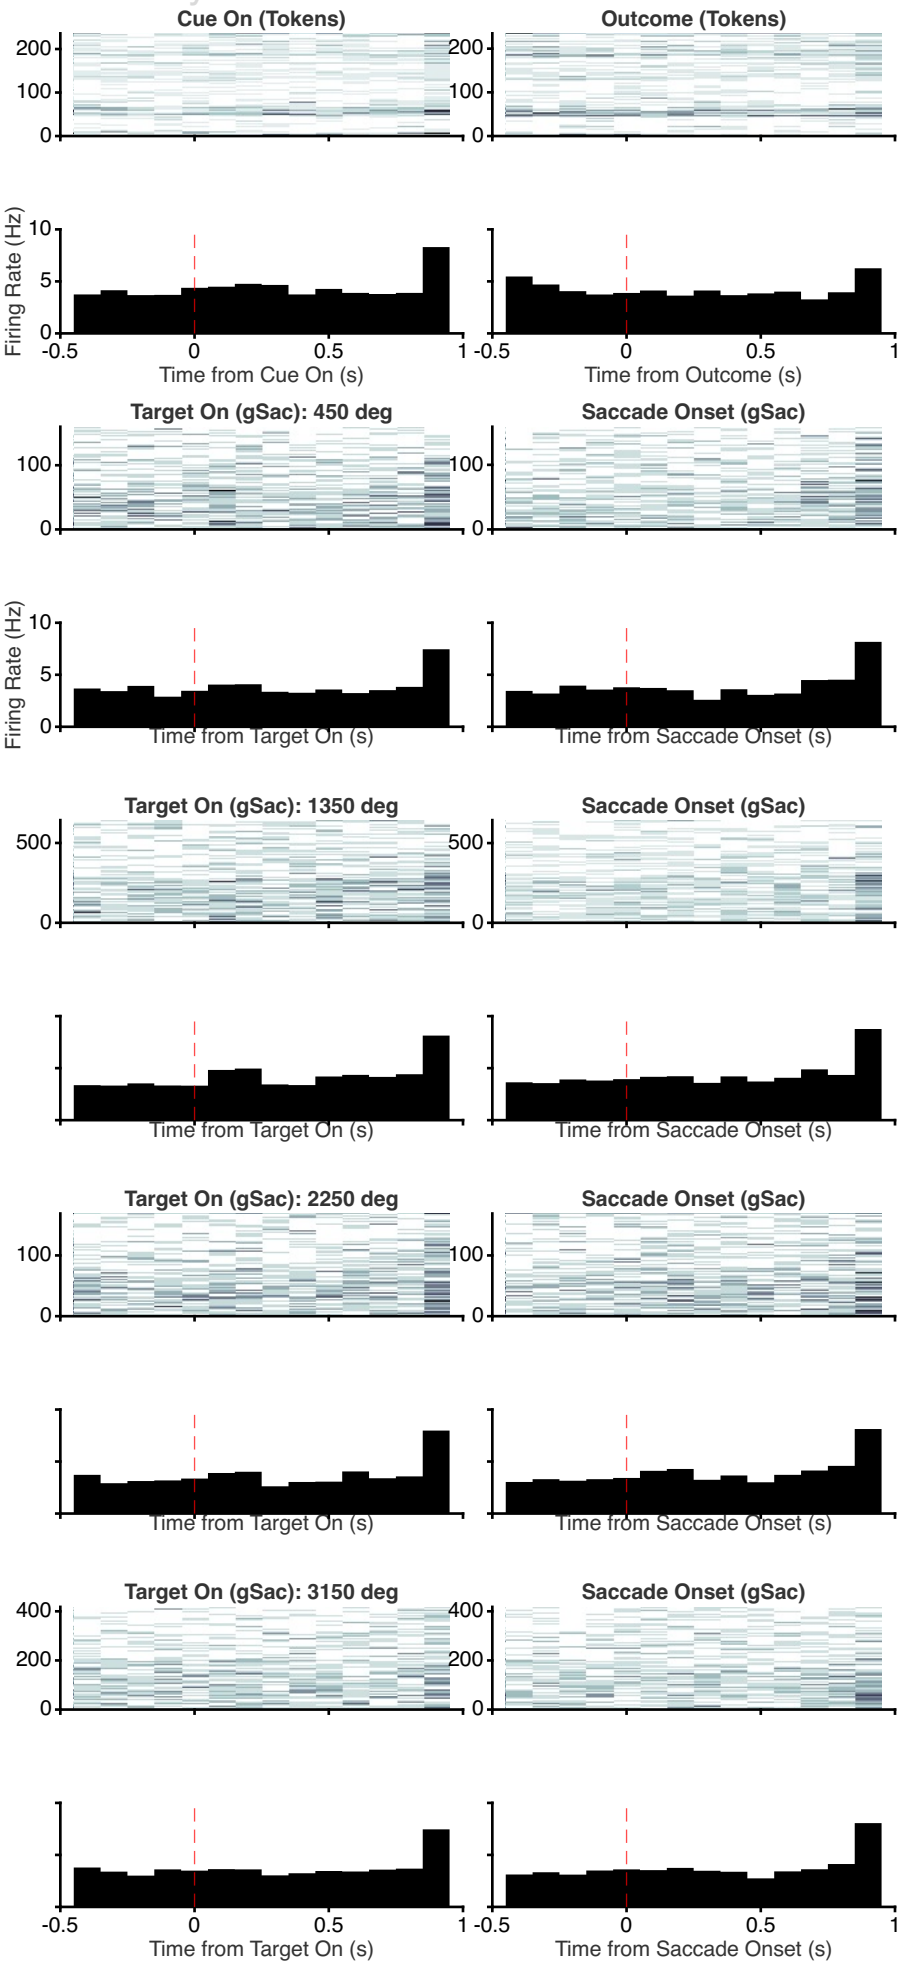 Cue On (Tokens) Outcome (Tokens)
200 200
100 100
0 0
Firing Rate (Hz)
10
5
0
-0.5 0 0.5 1 -0.5 0 0.5 1
Time from Cue On (s) Time from Outcome (s)
Target On (gSac): 450 deg Saccade Onset (gSac)
100 100
0 0
Firing Rate (Hz)
10
5
0
Time from Target On (s) Time from Saccade Onset (s)
Target On (gSac): 1350 deg Saccade Onset (gSac)
500 500
0 0
Time from Target On (s) Time from Saccade Onset (s)
Target On (gSac): 2250 deg Saccade Onset (gSac)
100 100
0 0
Time from Target On (s) Time from Saccade Onset (s)
Target On (gSac): 3150 deg Saccade Onset (gSac)
400 400
200 200
0 0
-0.5 0 0.5 1 -0.5 0 0.5 1
Time from Target On (s) Time from Saccade Onset (s)